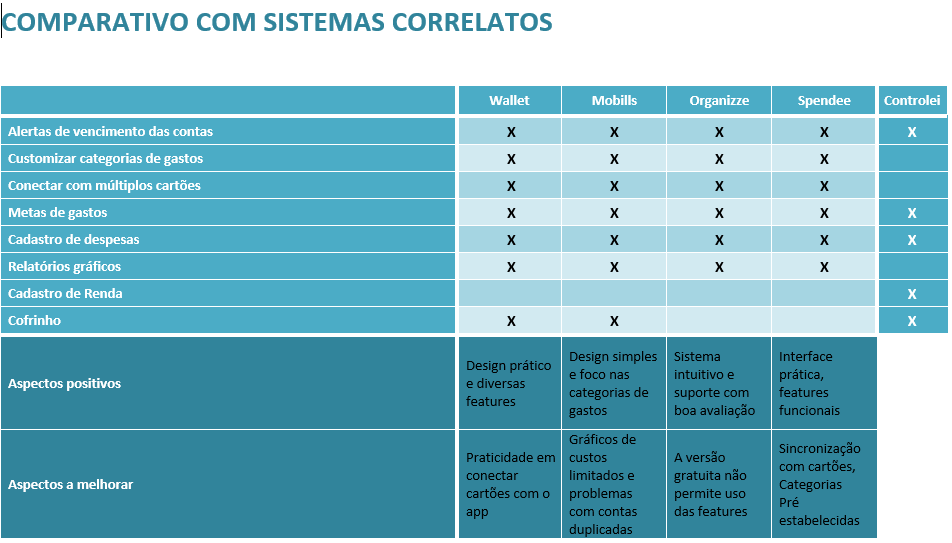 COMPARATIVO COM SISTEMAS CORRELATOS
Wallet Mobills Organizze Spendee Controlei
Alertas de vencimento das contas X X X X X
Customizar categorias de gastos X X X X
Conectar com múltiplos cartões X X X X
Metas de gastos X X X X X
Cadastro de despesas X X X X X
Relatórios gráficos X X X X
Cadastro de Renda X
Cofrinho X X X
Aspectos positivos
Design prático
e diversas
features
Design simples
e foco nas
categorias de
gastos
Sistema
intuitivo e
suporte com
boa avaliação
Interface
prática,
features
funcionais
Aspectos a melhorar
Praticidade em
conectar
cartões com o
app
Gráficos de
custos
limitados e
problemas
com contas
duplicadas
A versão
gratuita não
permite uso
das features
Sincronização
com cartões,
Categorias
Pré
estabelecidas